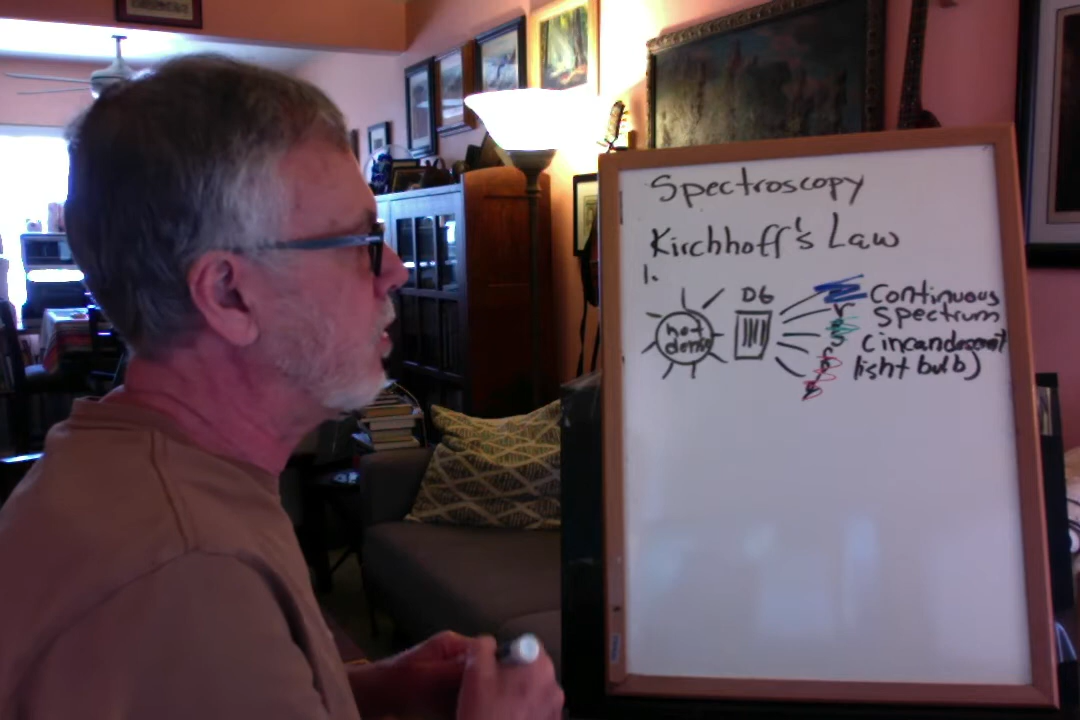 Spectroscopy
Kirchhoff's Law
1.
hot dense
DG
Continuous
Spectrum
(incandescent
light bulb)